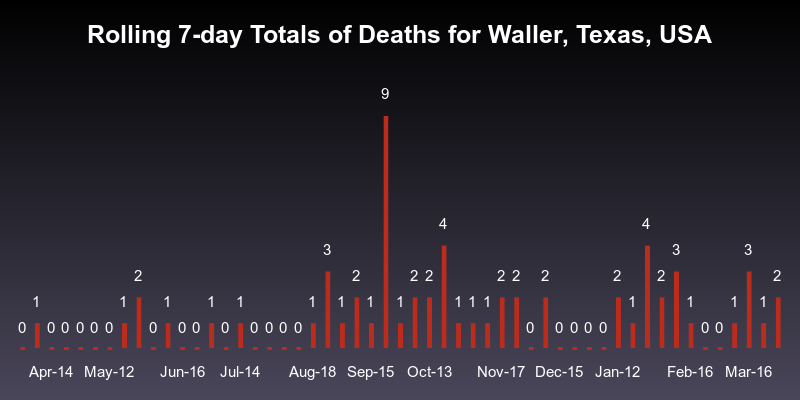 Rolling 7-day Totals of Deaths for Waller, Texas, USA
9
4 4
3 3 3
2 2 2 2 2 2 2 2 2 2
1 1 1 1 1 1 1 1 1 1 1 1 1 1 1 1
0 0 0 0 0 0 0 0 0 0 0 0 0 0 0 0 0 0 0 0 0
Apr-14 May-12 Jun-16 Jul-14 Aug-18 Sep-15 Oct-13 Nov-17 Dec-15 Jan-12 Feb-16 Mar-16